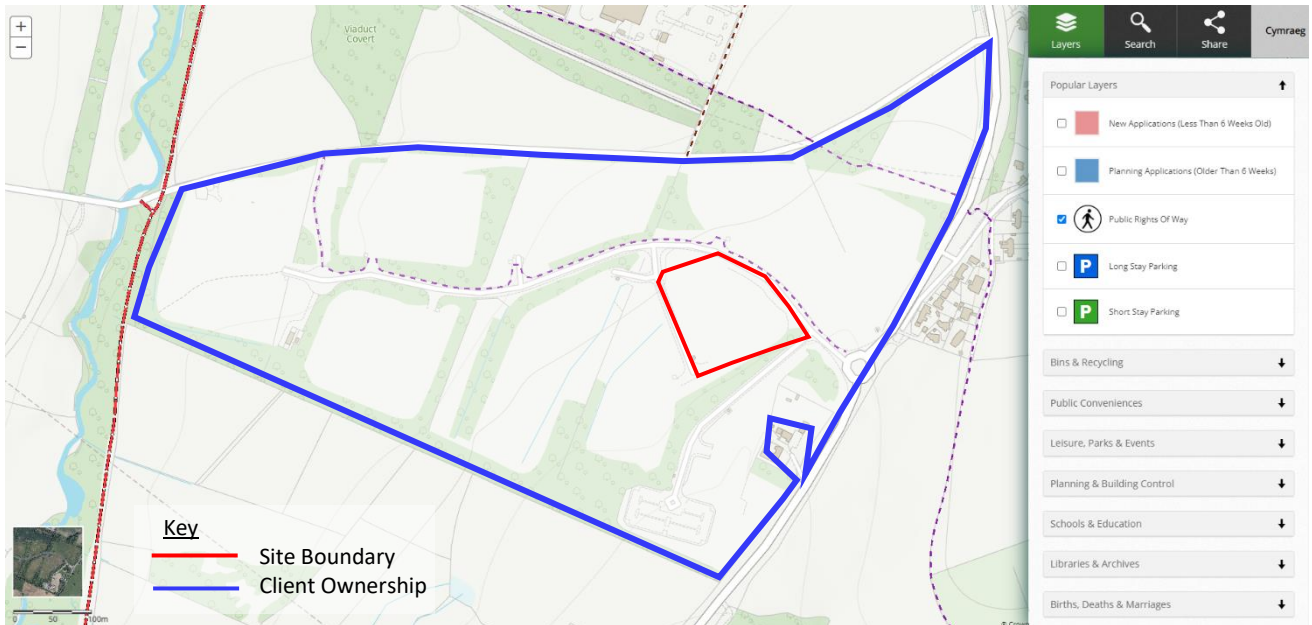 +
−
Viaduct
Covert
Key
Site Boundary
Client Ownership
0 50 100m
Layers
Search
Share
Cymraeg
Popular Layers
New Applications (Less Than 6 Weeks Old)
Planning Applications (Older Than 6 Weeks)
Public Rights Of Way
P Long Stay Parking
P Short Stay Parking
Bins & Recycling
Public Conveniences
Leisure, Parks & Events
Planning & Building Control
Schools & Education
Libraries & Archives
Births, Deaths & Marriages